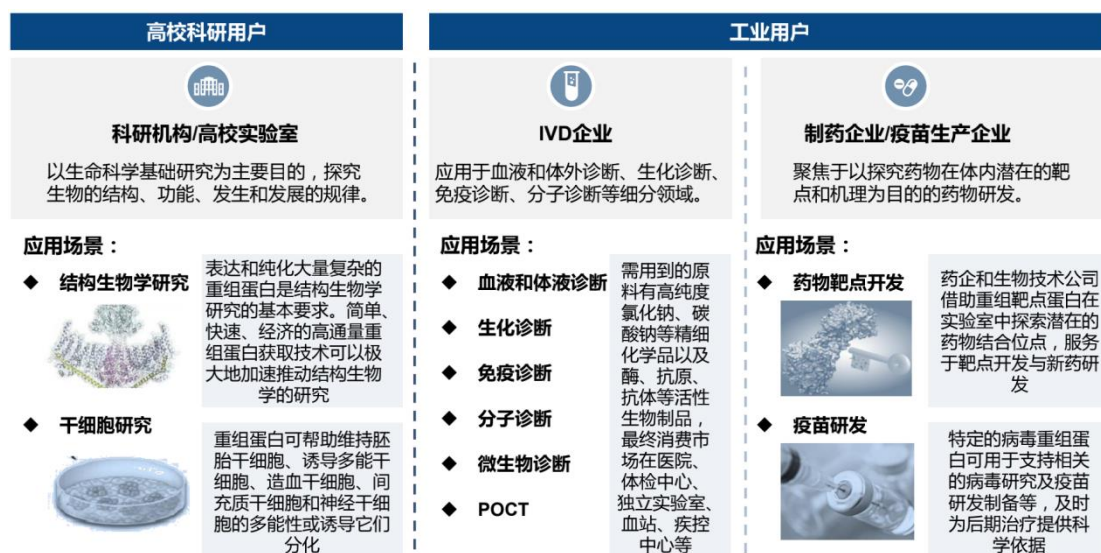 高校科研用户
科研机构/高校实验室
以生命科学基础研究为主要目的，探究
生物的结构、功能、发生和发展的规律。
应用场景：
◆ 结构生物学研究
表达和纯化大量复杂的
重组蛋白是结构生物学
研究的基本要求。简单、
快速、经济的高通量重
组蛋白获取技术可以极
大地加速推动结构生物
学的研究
◆ 干细胞研究
重组蛋白可帮助维持胚
胎干细胞、诱导多能干
细胞、造血干细胞、间
充质干细胞和神经干细
胞的多能性或诱导它们
分化
工业用户
IVD企业
应用于血液和体外诊断、生化诊断、
免疫诊断、分子诊断等细分领域。
应用场景：
◆ 血液和体液诊断
◆ 生化诊断
◆ 免疫诊断
◆ 分子诊断
◆ 微生物诊断
◆ POCT
需用到的原
料有高纯度
氯化钠、碳
酸钠等精细
化学品以及
酶、抗原、
抗体等活性
生物制品，
最终消费市
场在医院、
体检中心、
独立实验室、
血站、疾控
中心等
制药企业/疫苗生产企业
聚焦于以探究药物在体内潜在的靶
点和机理为目的的药物研发。
应用场景：
◆ 药物靶点开发
药企和生物技术公司
借助重组靶点蛋白在
实验室中探索潜在的
药物结合位点，服务
于靶点开发与新药研
发
◆ 疫苗研发
特定的病毒重组蛋
白可用于支持相关
的病毒研究及疫苗
研发制备等，及时
为后期治疗提供科
学依据